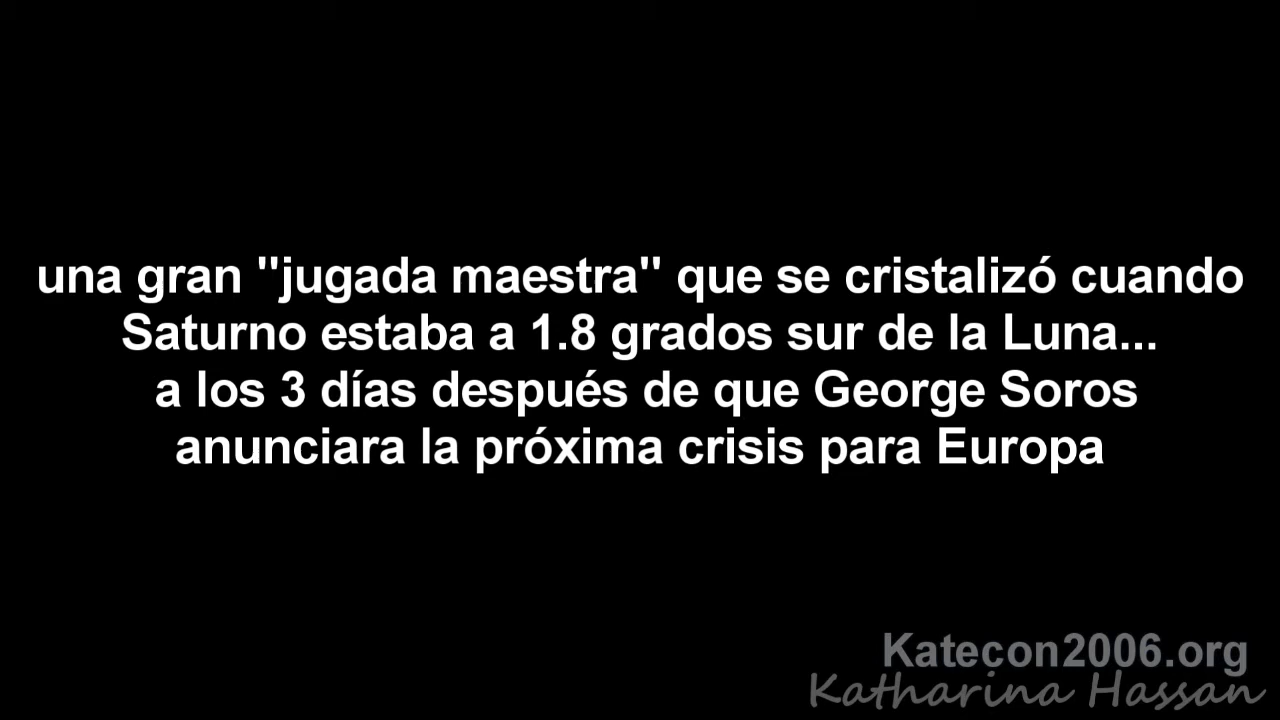 una gran "jugada maestra" que se cristalizó cuando
Saturno estaba a 1.8 grados sur de la Luna...
a los 3 días después de que George Soros
anunciara la próxima crisis para Europa
Katecon2006.org
Katharina Hassan